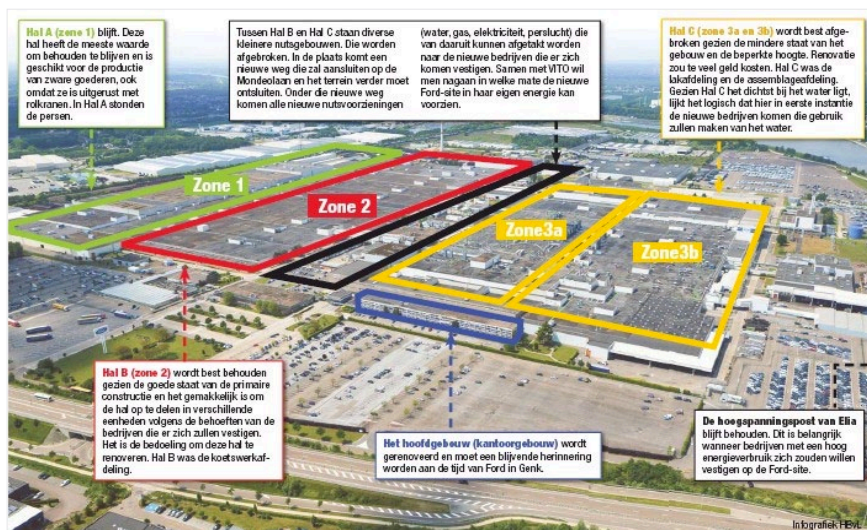 Hal A (zone 1) blijft. Deze
hal heeft de meeste waarde
om behouden te blijven en is
geschikt voor de productie
van zware goederen, ook
omdat ze is uitgerust met
rolkranen. In Hal A stonden
de persen.
Tussen Hal B en Hal C staan diverse
kleinere nutsgebouwen. Die worden
afgebroken. In de plaats komt een
nieuwe weg die zal aansluiten op de
Mondeolaan en het terrein verder moet
ontsluiten. Onder die nieuwe weg
komen alle nieuwe nutsvoorzieningen
(water, gas, elektriciteit, perslucht) die
van daaruit kunnen afgetakt worden
naar de nieuwe bedrijven die er zich
komen vestigen. Samen met VITO wil
men nagaan in welke mate de nieuwe
Ford-site in haar eigen energie kan
voorzien.
Hal C (zone 3a en 3b) wordt best afge-
broken gezien de mindere staat van het
gebouw en de beperkte hoogte. Renovatie
zou te veel geld kosten. Hal C was de
lakafdeling en de assemblageafdeling.
Gezien Hal C het dichtst bij het water ligt,
lijkt het logisch dat hier in eerste instantie
de nieuwe bedrijven komen die gebruik
zullen maken van het water.
Zone 1
Zone 2
Zone3a
Zone3b
Hal B (zone 2) wordt best behouden
gezien de goede staat van de primaire
constructie en het gemakkelijk is om
de hal op te delen in verschillende
eenheden volgens de behoeften van de
bedrijven die er zich zullen vestigen.
Het is de bedoeling om deze hal te
renoveren. Hal B was de koetswerkaf-
deling.
Het hoofdgebouw (kantoorgebouw) wordt
gerenoveerd en moet een blijvende herinnering
worden aan de tijd van Ford in Genk.
De hoogspanningspost van Elia
blijft behouden. Dit is belangrijk
wanneer bedrijven met een hoog
energieverbruik zich zouden willen
vestigen op de Ford-site.
Infografiek HBvL